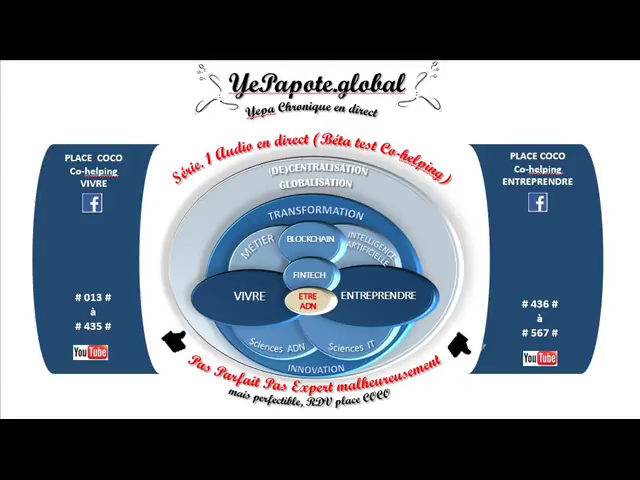 YePapote.global
Yepa Chronique en direct
Série. 1 Audio en direct ( Béta test Co-helping)
PLACE COCO
Co-helping
VIVRE
f
# 013 #
à
# 435 #
YouTube
(DE)CENTRALISATION
GLOBALISATION
TRANSFORMATION
METIER
BLOCKCHAIN
INTELLIGENCE
ARTIFICIELLE
FINTECH
VIVRE
ETRE
ADN
ENTREPRENDRE
Sciences ADN
Sciences IT
INNOVATION
PLACE COCO
Co-helping
ENTREPRENDRE
f
# 436 #
à
# 567 #
YouTube
Pas Parfait Pas Expert malheureusement
mais perfectible, RDV place COCO